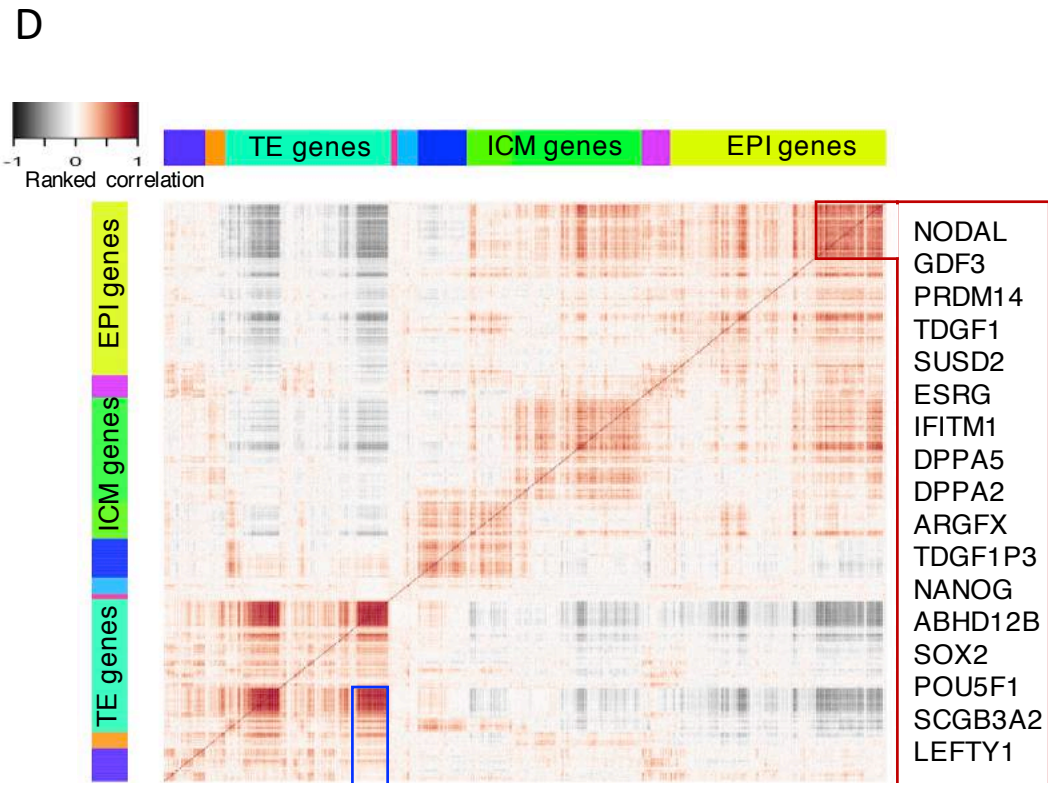 D
-1 0 1
Ranked correlation
TE genes ICM genes EPI genes
EPI genes
ICM genes
TE genes
NODAL
GDF3
PRDM14
TDGF1
SUSD2
ESRG
IFITM1
DPPA5
DPPA2
ARGFX
TDGF1P3
NANOG
ABHD12B
SOX2
POU5F1
SCGB3A2
LEFTY1